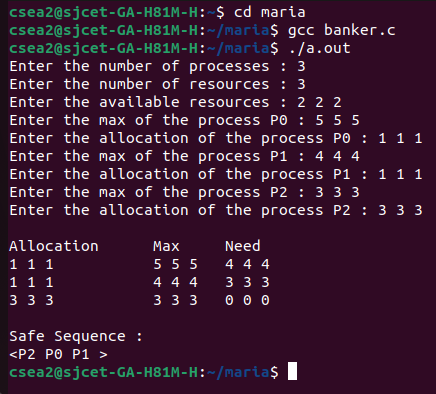 csea2@sjcet-GA-H81M-H:~$ cd maria
csea2@sjcet-GA-H81M-H:~/maria$ gcc banker.c
csea2@sjcet-GA-H81M-H:~/maria$ ./a.out
Enter the number of processes : 3
Enter the number of resources : 3
Enter the available resources : 2 2 2
Enter the max of the process P0 : 5 5 5
Enter the allocation of the process P0 : 1 1 1
Enter the max of the process P1 : 4 4 4
Enter the allocation of the process P1 : 1 1 1
Enter the max of the process P2 : 3 3 3
Enter the allocation of the process P2 : 3 3 3
Allocation Max Need
1 1 1 5 5 5 4 4 4
1 1 1 4 4 4 3 3 3
3 3 3 3 3 3 0 0 0
Safe Sequence :
<P2 P0 P1 >
csea2@sjcet-GA-H81M-H:~/maria$